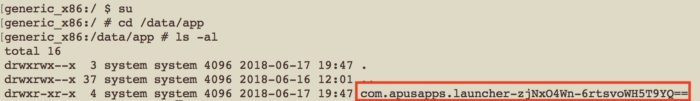 generic_x86:/ $ su
generic_x86:/ # cd /data/app
generic_x86:/data/app # ls -al
total 16
drwxrwx--x 3 system system 4096 2018-06-17 19:47 .
drwxrwx--x 37 system system 4096 2018-06-16 12:01 ..
drwxr-xr-x 4 system system 4096 2018-06-17 19:47 com.apusapps.launcher-zjNxO4Wn-6rtsvoWH5T9YQ==